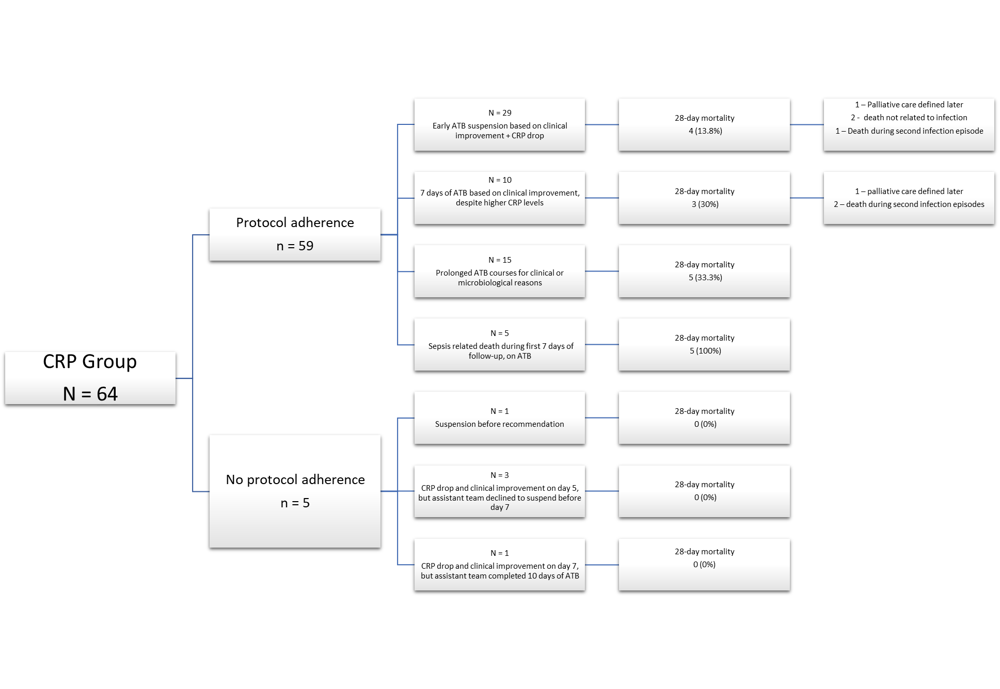 CRP Group
N = 64
Protocol adherence
n = 59
No protocol adherence
n = 5
N = 29
Early ATB suspension based on clinical
improvement + CRP drop
28-day mortality
4 (13.8%)
1 – Palliative care defined later
2 -  death not related to infection
1 – Death during second infection episode
N = 10
7 days of ATB based on clinical improvement,
despite higher CRP levels
28-day mortality
3 (30%)
1 – palliative care defined later
2 – death during second infection episodes
N = 15
Prolonged ATB courses for clinical or
microbiological reasons
28-day mortality
5 (33.3%)
N = 5
Sepsis related death during first 7 days of
follow-up, on ATB
28-day mortality
5 (100%)
N = 1
Suspension before recommendation
28-day mortality
0 (0%)
N = 3
CRP drop and clinical improvement on day 5,
but assistant team declined to suspend before
day 7
28-day mortality
0 (0%)
N = 1
CRP drop and clinical improvement on day 7,
but assistant team completed 10 days of ATB
28-day mortality
0 (0%)